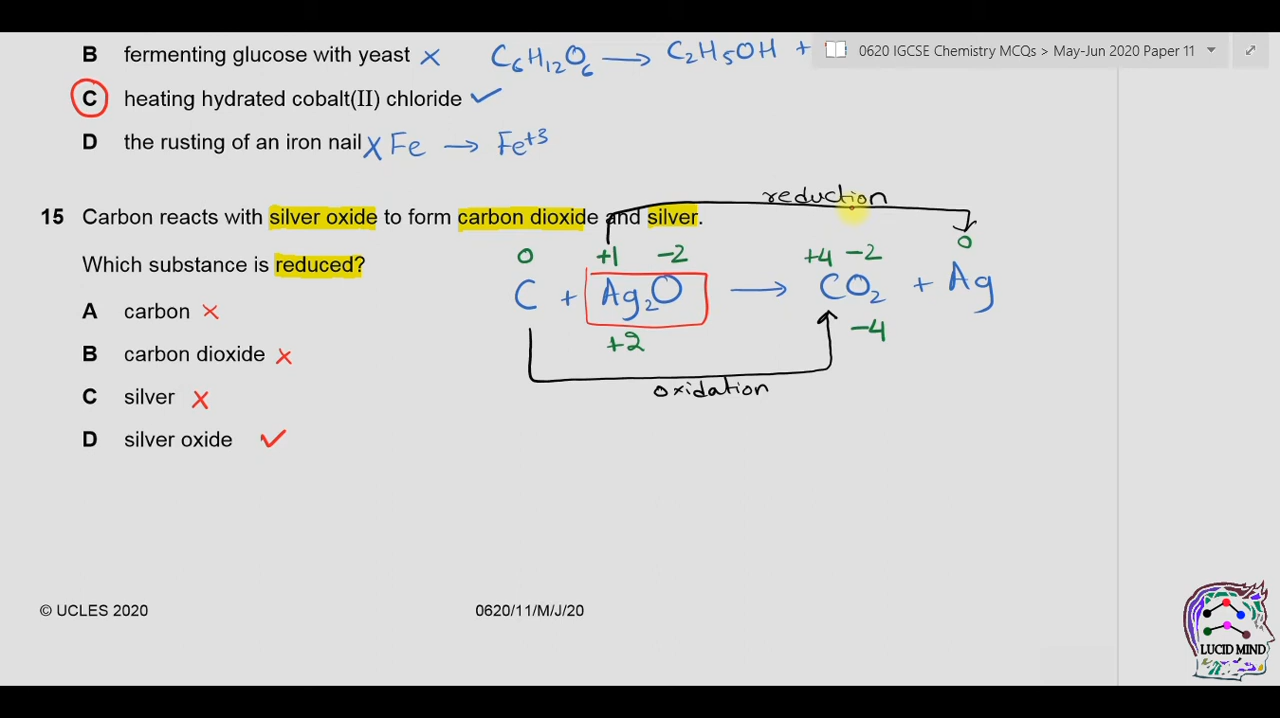 B fermenting glucose with yeast × C6H12O6 → C2H5OH +
0620 IGCSE Chemistry MCQs > May-Jun 2020 Paper 11
C heating hydrated cobalt(II) chloride ✓
D the rusting of an iron nail × Fe → Fe+3
reduction
15 Carbon reacts with silver oxide to form carbon dioxide and silver.
0 +1 -2 +4 -2 0
Which substance is reduced?
C + Ag2O → CO2 + Ag
A carbon ×
+2 -4
B carbon dioxide ×
oxidation
C silver ×
D silver oxide ✓
© UCLES 2020 0620/11/M/J/20
LUCID MIND